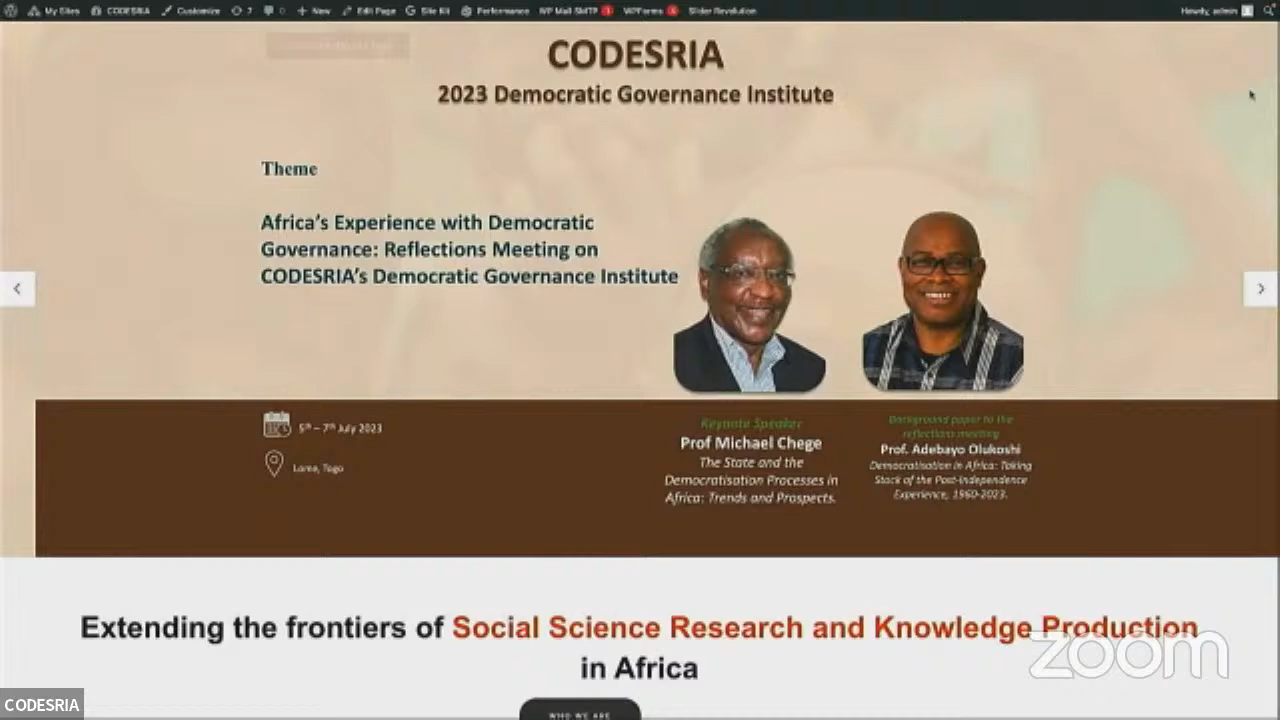 My Sites CODESRIA Customize 7 0 + New Edit Page Site Kit Performance WP Mail SMTP 1 WPForms Slider Revolution Howdy, admin
CODESRIA
2023 Democratic Governance Institute
Theme
Africa's Experience with Democratic
Governance: Reflections Meeting on
CODESRIA's Democratic Governance Institute
5th – 7th July 2023
Lome, Togo
Keynote Speaker
Prof Michael Chege
The State and the
Democratisation Processes in
Africa: Trends and Prospects.
Background paper to the
reflections meeting
Prof. Adebayo Olukoshi
Democratisation in Africa: Taking
Stock of the Post-Independence
Experience, 1960-2023.
Extending the frontiers of Social Science Research and Knowledge Production
in Africa
zoom
CODESRIA
WHO WE ARE